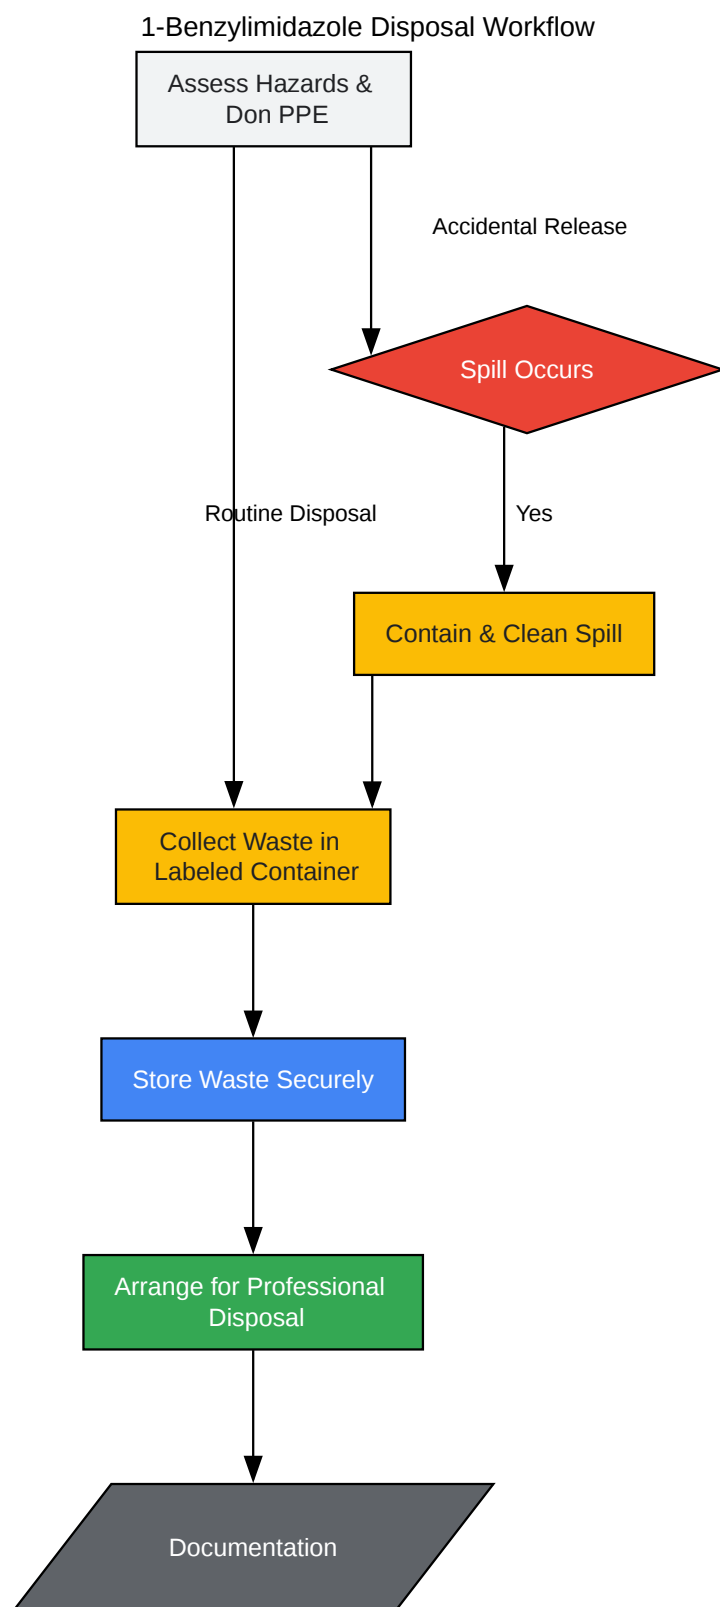 1-Benzylimidazole Disposal Workflow
Assess Hazards &
Don PPE
Accidental Release
Spill Occurs
Routine Disposal
Yes
Contain & Clean Spill
Collect Waste in
Labeled Container
Store Waste Securely
Arrange for Professional
Disposal
Documentation